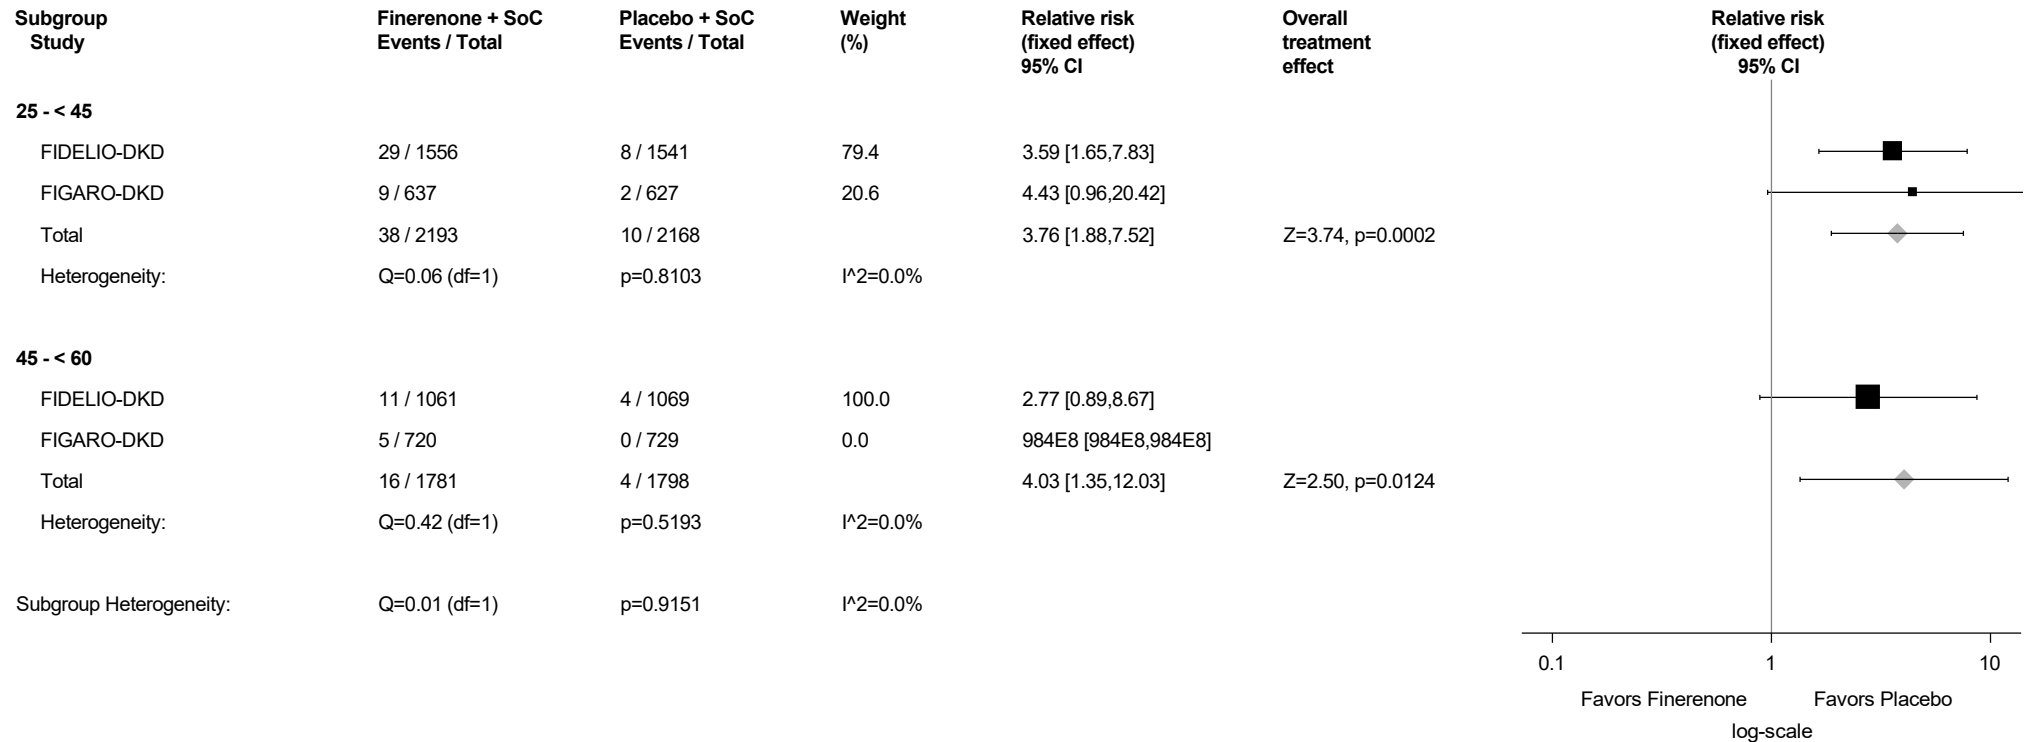 Subgroup Finerenone + SoC Placebo + SoC Weight Relative risk Overall Relative risk
Study Events / Total Events / Total (%) (fixed effect) treatment (fixed effect)
95% CI effect 95% CI
25 - < 45
FIDELIO-DKD 29 / 1556 8 / 1541 79.4 3.59 [1.65,7.83]
FIGARO-DKD 9 / 637 2 / 627 20.6 4.43 [0.96,20.42]
Total 38 / 2193 10 / 2168 3.76 [1.88,7.52] Z=3.74, p=0.0002
Heterogeneity: Q=0.06 (df=1) p=0.8103 I^2=0.0%
45 - < 60
FIDELIO-DKD 11 / 1061 4 / 1069 100.0 2.77 [0.89,8.67]
FIGARO-DKD 5 / 720 0 / 729 0.0 984E8 [984E8,984E8]
Total 16 / 1781 4 / 1798 4.03 [1.35,12.03] Z=2.50, p=0.0124
Heterogeneity: Q=0.42 (df=1) p=0.5193 I^2=0.0%
Subgroup Heterogeneity: Q=0.01 (df=1) p=0.9151 I^2=0.0%
0.1 1 10
Favors Finerenone Favors Placebo
log-scale